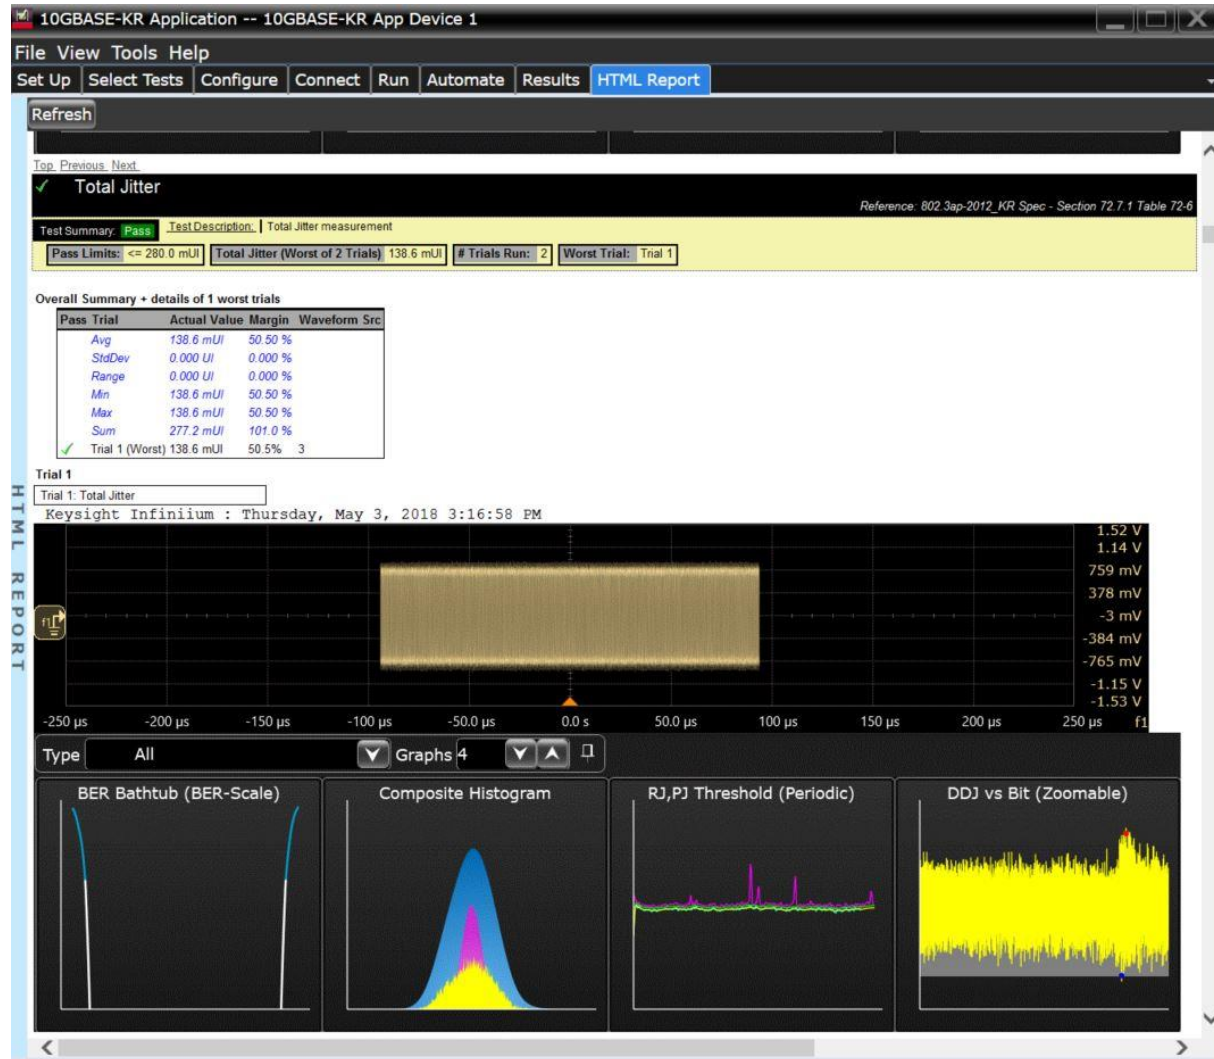 10GBASE-KR Application -- 10GBASE-KR App Device 1
File View Tools Help
Set Up Select Tests Configure Connect Run Automate Results HTML Report
Refresh
Top Previous Next
Total Jitter
Reference: 802.3ap-2012_KR Spec - Section 72.7.1 Table 72-6
Test Summary: Pass Test Description: Total Jitter measurement
Pass Limits: <= 280.0 mUI Total Jitter (Worst of 2 Trials) 138.6 mUI # Trials Run: 2 Worst Trial: Trial 1
Overall Summary + details of 1 worst trials
Pass Trial Actual Value Margin Waveform Src
Avg 138.6 mUI 50.50 %
StdDev 0.000 UI 0.000 %
Range 0.000 UI 0.000 %
Min 138.6 mUI 50.50 %
Max 138.6 mUI 50.50 %
Sum 277.2 mUI 101.0 %
Trial 1 (Worst) 138.6 mUI 50.5% 3
Trial 1
Trial 1: Total Jitter
HTML REPORT
Keysight Infiniium : Thursday, May 3, 2018 3:16:58 PM
1.52 V
1.14 V
759 mV
378 mV
f1 -3 mV
-384 mV
-765 mV
-1.15 V
-1.53 V
-250 µs -200 µs -150 µs -100 µs -50.0 µs 0.0 s 50.0 µs 100 µs 150 µs 200 µs 250 µs f1
Type All Graphs 4
BER Bathtub (BER-Scale) Composite Histogram RJ,PJ Threshold (Periodic) DDJ vs Bit (Zoomable)